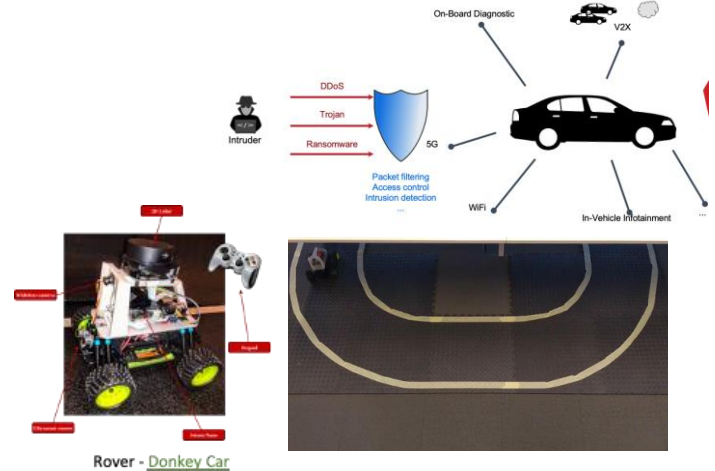 On-Board Diagnostic
V2X
DDoS
Trojan
Ransomware
Intruder
5G
Packet filtering
Access control
Intrusion detection
...
WiFi
In-Vehicle Infotainment
...
Rover - Donkey Car